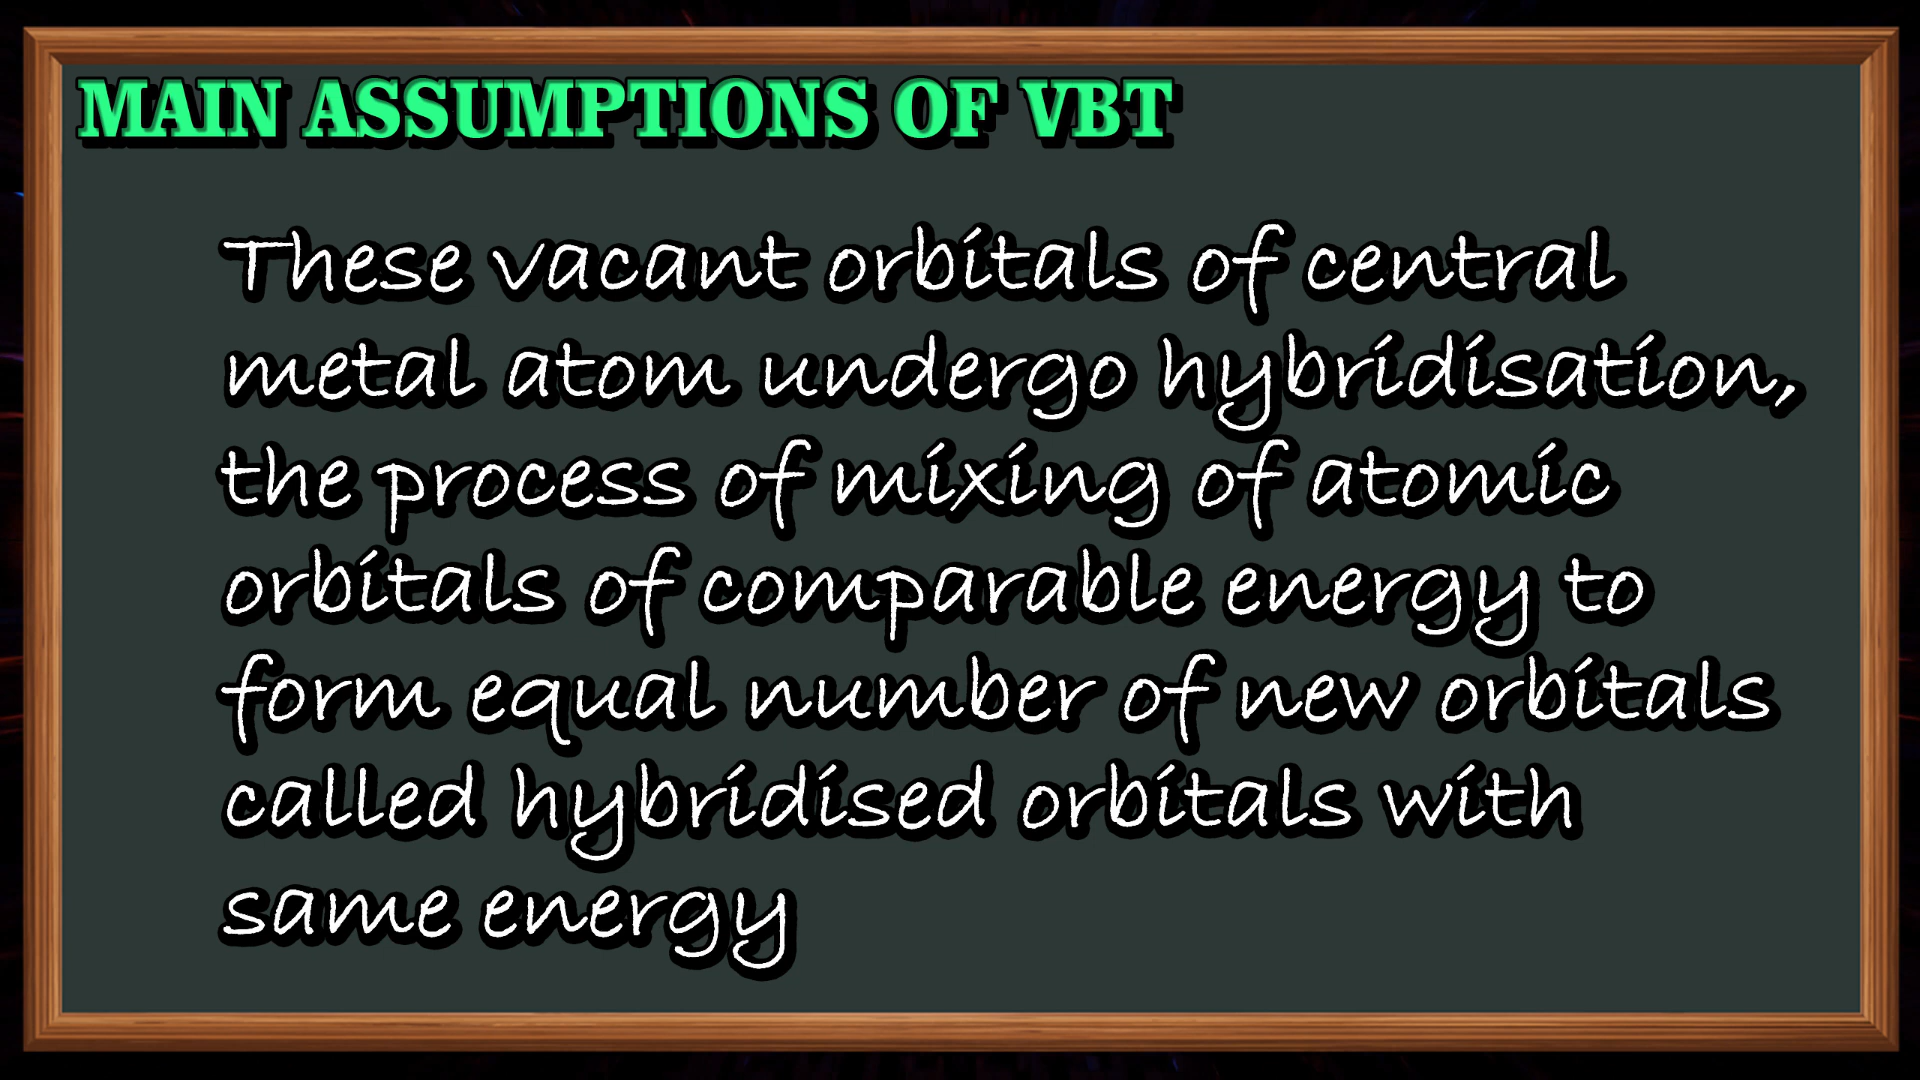 MAIN ASSUMPTIONS OF VBT
These vacant orbitals of central
metal atom undergo hybridisation,
the process of mixing of atomic
orbitals of comparable energy to
form equal number of new orbitals
called hybridised orbitals with
same energy